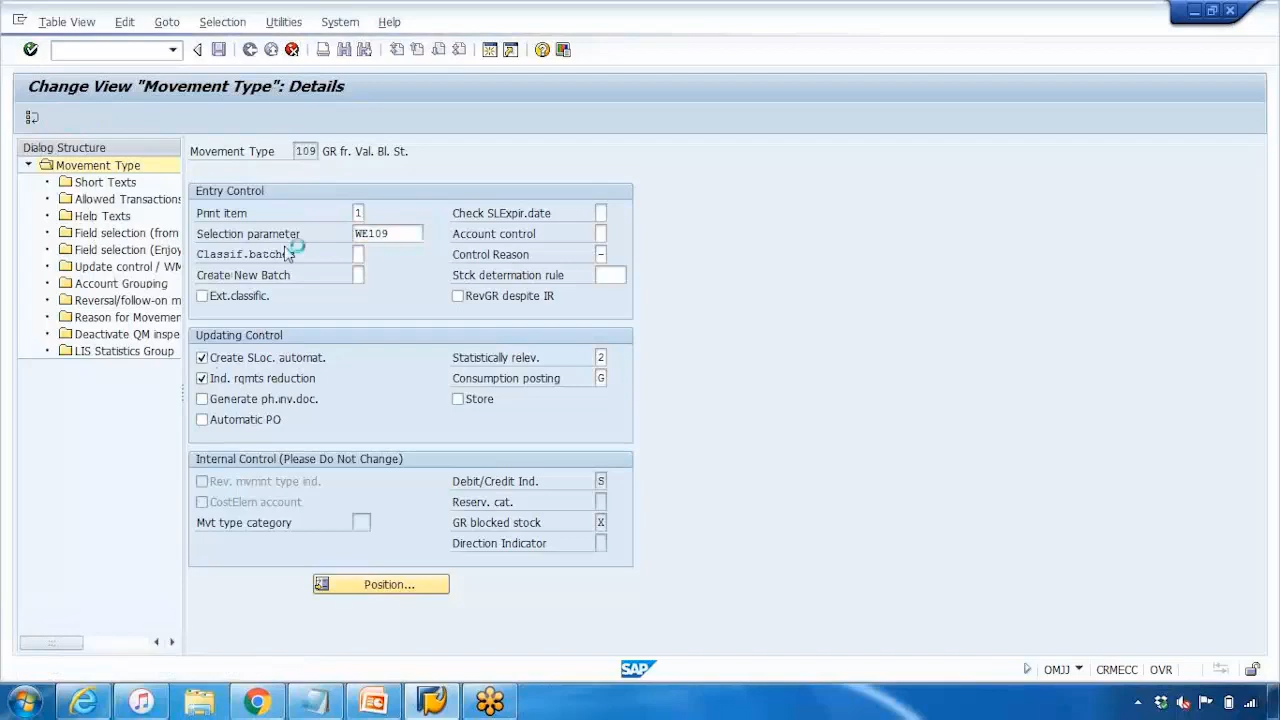 Table View Edit Goto Selection Utilities System Help
Change View "Movement Type": Details
Dialog Structure
Movement Type
Short Texts
Allowed Transactions
Help Texts
Field selection (from
Field selection (Enjoy
Update control / WM
Account Grouping
Reversal/follow-on m
Reason for Movemen
Deactivate QM inspe
LIS Statistics Group
Movement Type 109 GR fr. Val. Bl. St.
Entry Control
Print item 1 Check SLExpir.date
Selection parameter WE109 Account control
Classif.batches Control Reason -
Create New Batch Stck determation rule
Ext.classific. RevGR despite IR
Updating Control
Create SLoc. automat. Statistically relev. 2
Ind. rqmts reduction Consumption posting G
Generate ph.inv.doc. Store
Automatic PO
Internal Control (Please Do Not Change)
Rev. mvmnt type ind. Debit/Credit Ind. S
CostElem account Reserv. cat.
Mvt type category GR blocked stock X
Direction Indicator
Position...
SAP OMJJ CRMECC OVR